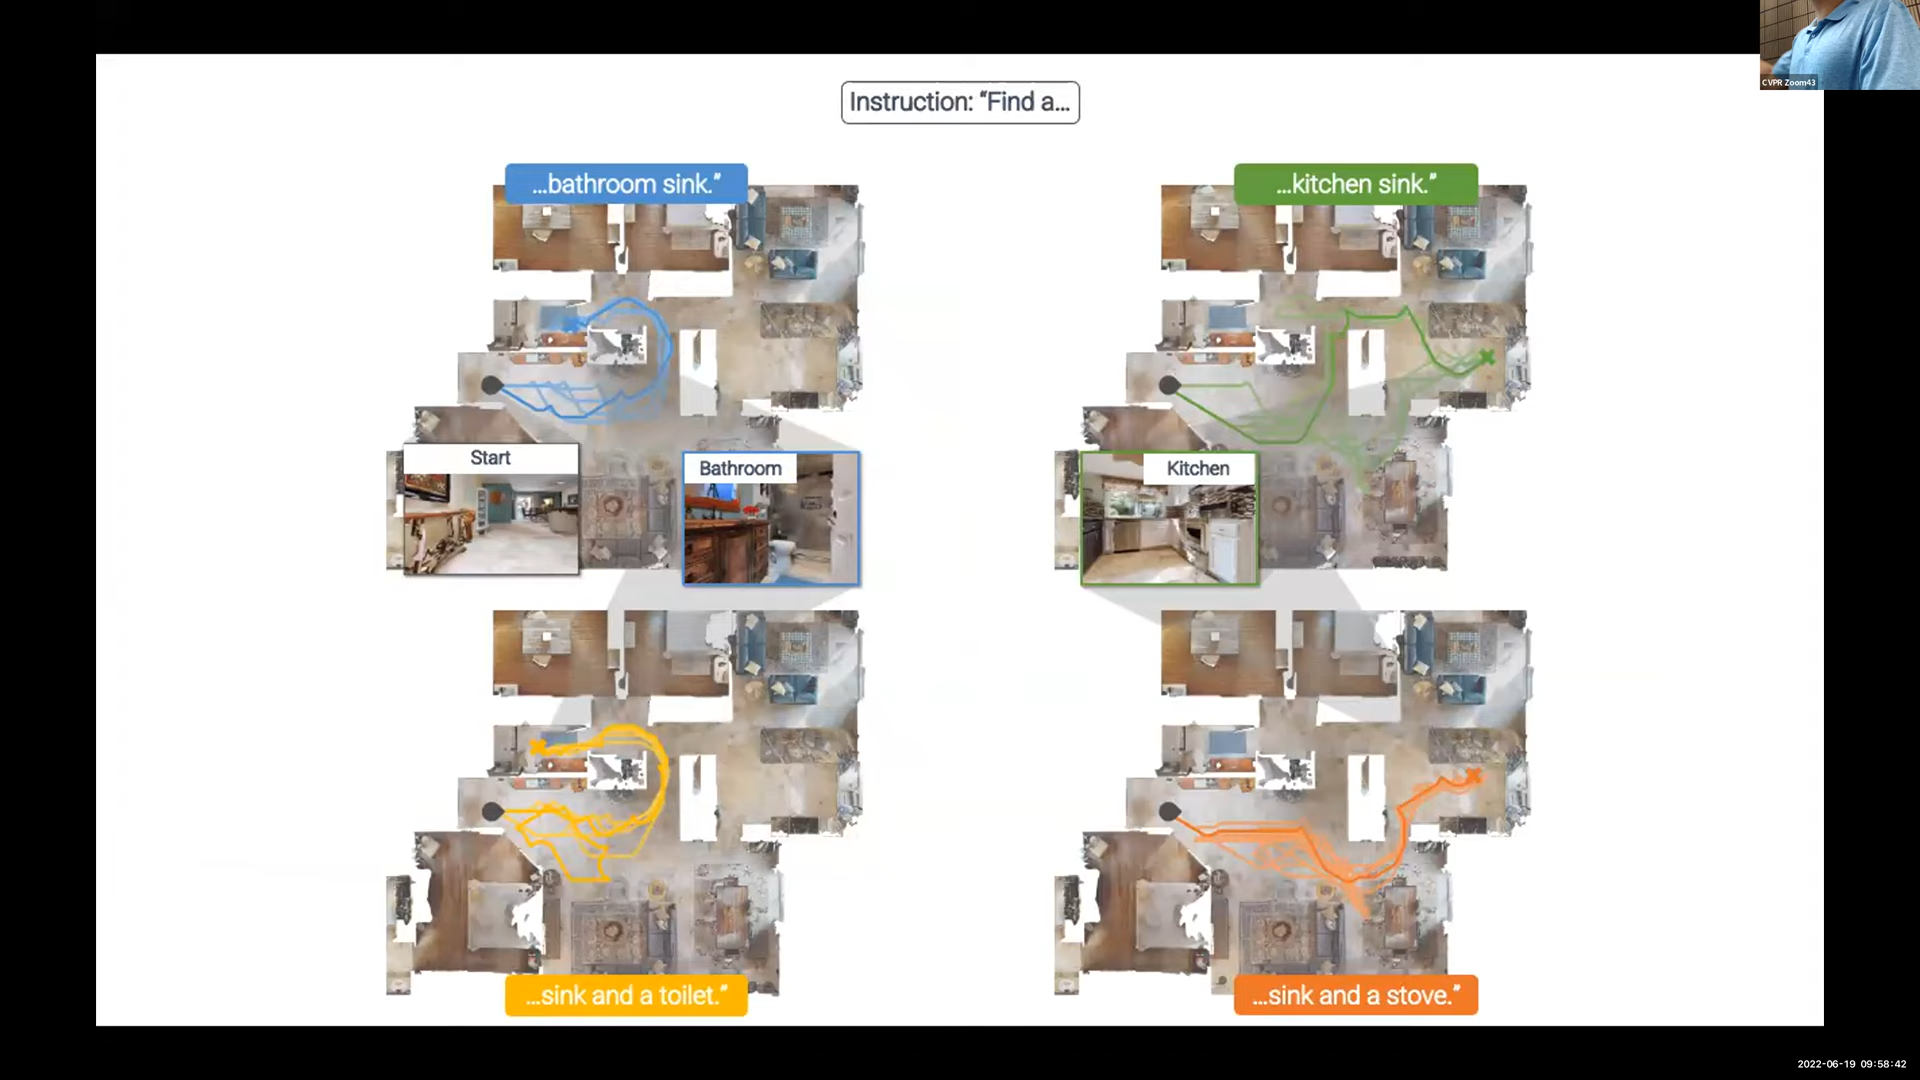 CVPR Zoom43
Instruction: “Find a...
...bathroom sink.”
...kitchen sink.”
Start
Bathroom
Kitchen
...sink and a toilet.”
...sink and a stove.”
2022-06-19 09:58:42